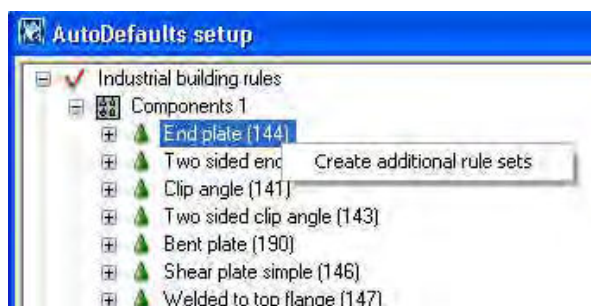 AutoDefaults setup
Industrial building rules
Components 1
End plate (144)
Two sided end
Create additional rule sets
Clip angle (141)
Two sided clip angle (143)
Bent plate (190)
Shear plate simple (146)
Welded to top flange (147)